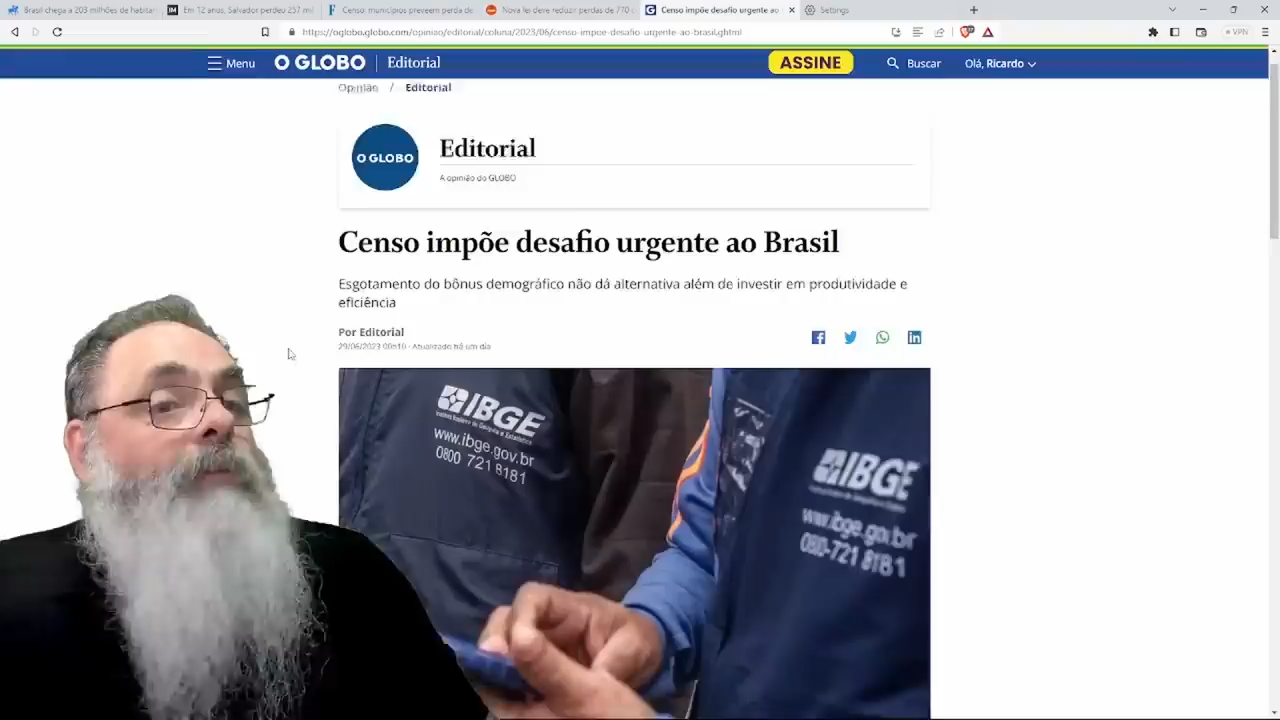 Brasil chega a 203 milhões de habitan
Em 12 anos, Salvador perdeu 257 mil
Censo: municípios preveem perda de
Nova lei deve reduzir perdas de 770 c
Censo impõe desafio urgente ao
Settings
https://oglobo.globo.com/opiniao/editorial/coluna/2023/06/censo-impoe-desafio-urgente-ao-brasil.ghtml
VPN
Menu
O GLOBO
Editorial
ASSINE
Buscar
Olá, Ricardo
Opinião / Editorial
O GLOBO
Editorial
A opinião do GLOBO
Censo impõe desafio urgente ao Brasil
Esgotamento do bônus demográfico não dá alternativa além de investir em produtividade e
eficiência
Por Editorial
29/06/2023 00h10 · Atualizado há um dia
IBGE
www.ibge.gov.br
0800 721 8181
IBGE
www.ibge.gov.br
0800-721 8181